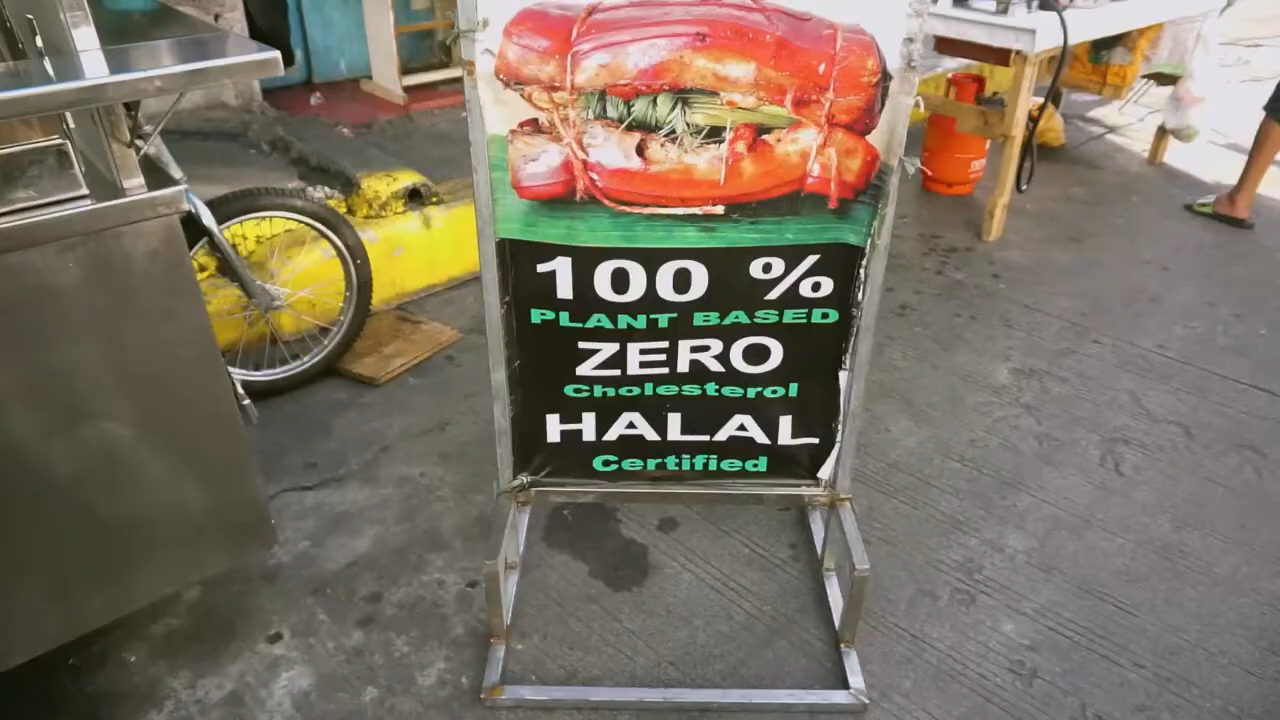 100 %
PLANT BASED
ZERO
Cholesterol
HALAL
Certified